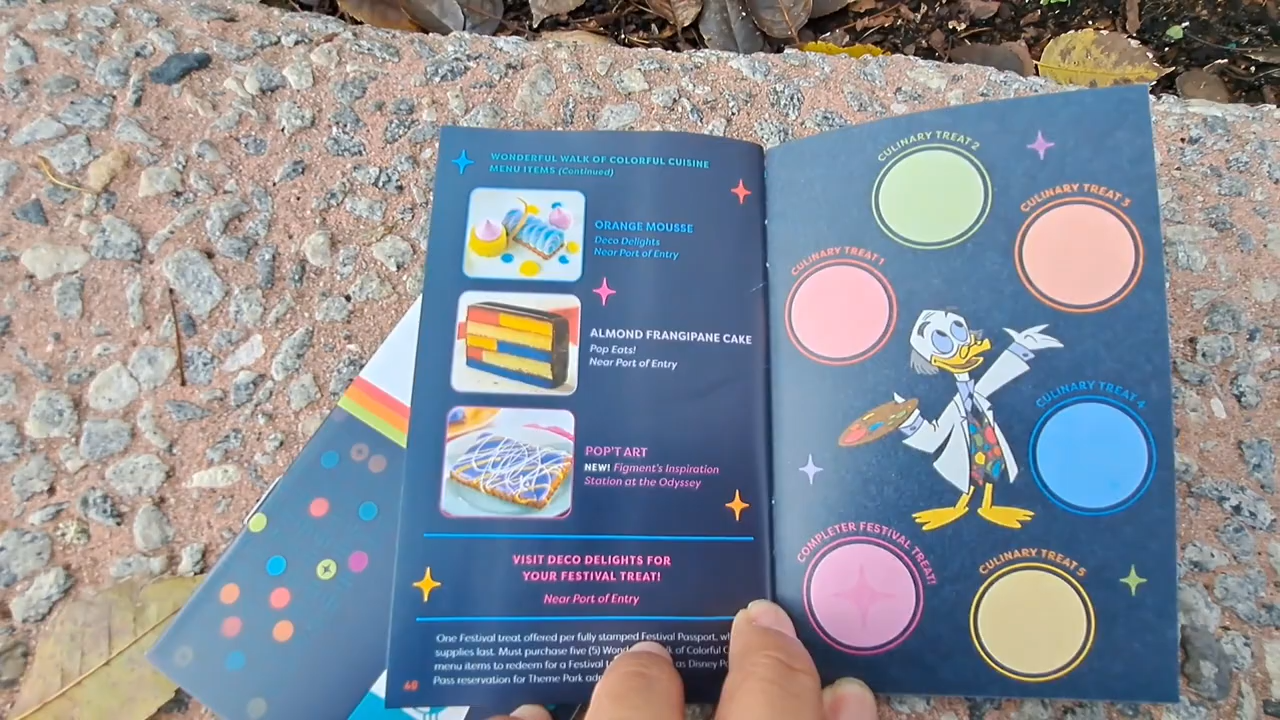 WONDERFUL WALK OF COLORFUL CUISINE
MENU ITEMS (Continued)
ORANGE MOUSSE
Deco Delights
Near Port of Entry
ALMOND FRANGIPANE CAKE
Pop Eats!
Near Port of Entry
POP'T ART
NEW! Figment's Inspiration
Station at the Odyssey
VISIT DECO DELIGHTS FOR
YOUR FESTIVAL TREAT!
Near Port of Entry
One Festival treat offered per fully stamped Festival Passport,
supplies last. Must purchase five (5) of Colorful
menu items to redeem for a Festival as Disney
Pass reservation for Theme Park
40
CULINARY TREAT 2
CULINARY TREAT 3
CULINARY TREAT 1
CULINARY TREAT 4
COMPLETER FESTIVAL TREAT!
CULINARY TREAT 5